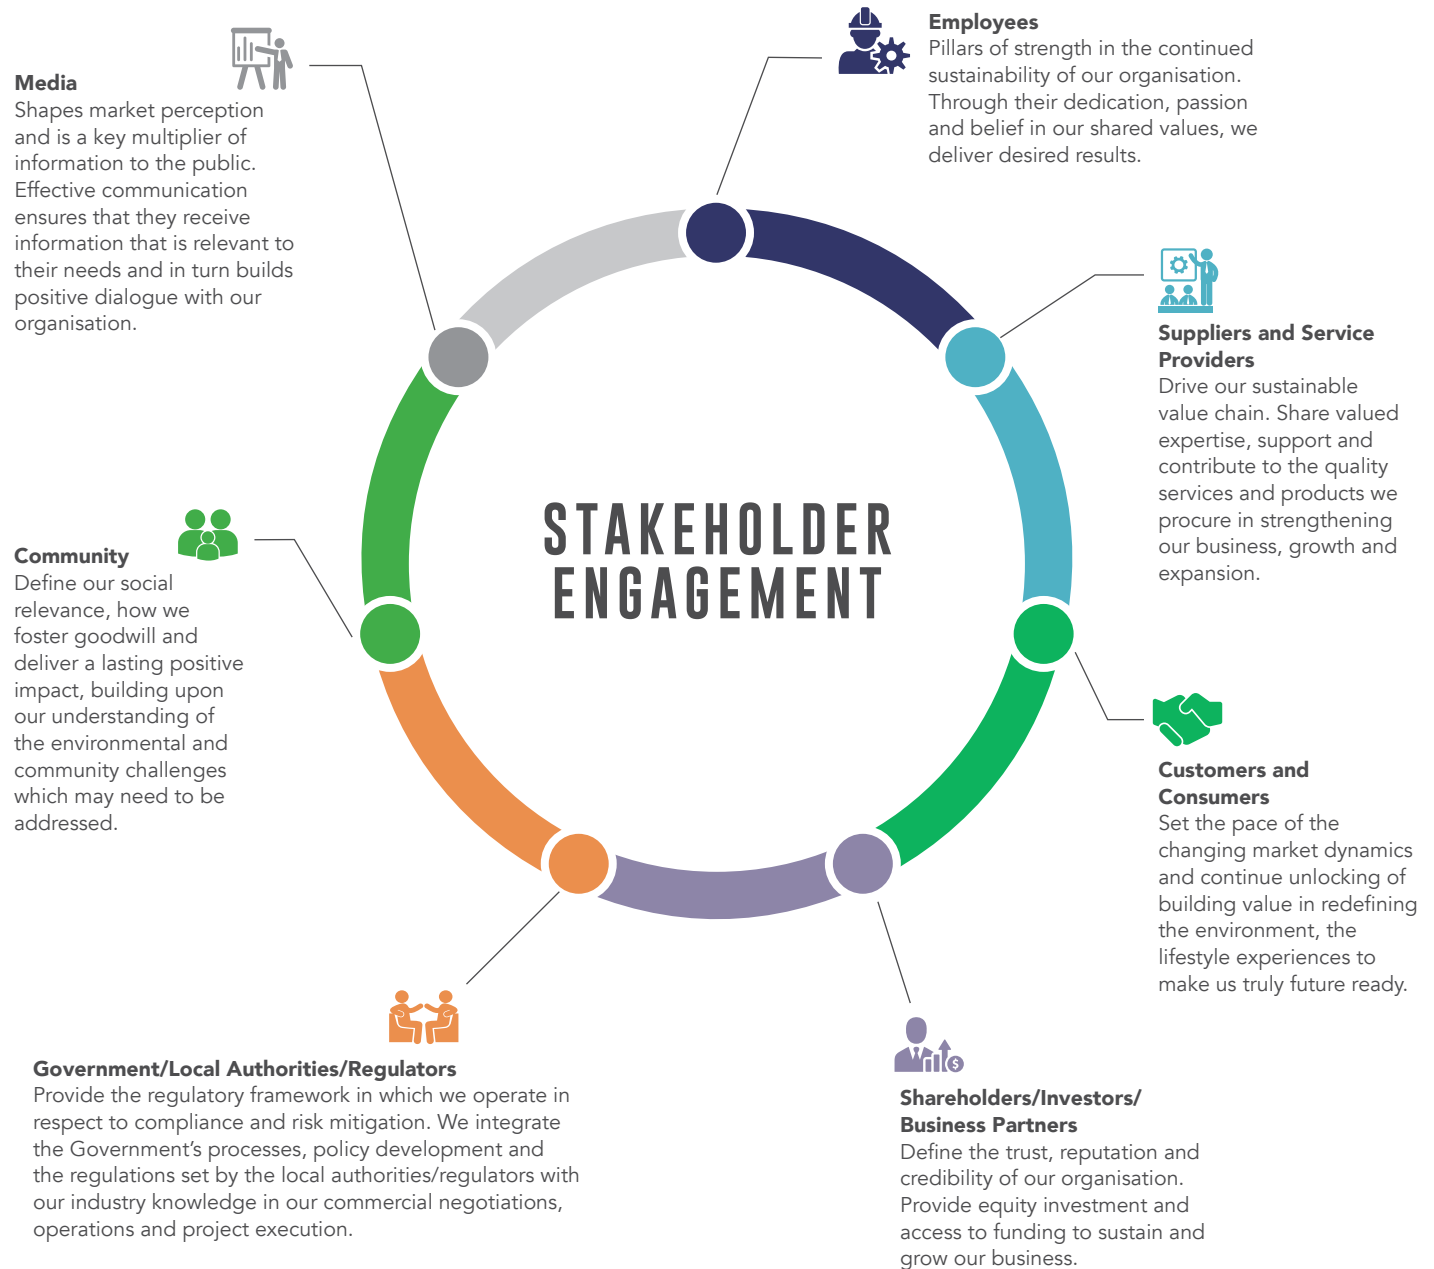 STAKEHOLDER
ENGAGEMENT
Employees
Pillars of strength in the continued
sustainability of our organisation.
Through their dedication, passion
and belief in our shared values, we
deliver desired results.
Suppliers and Service
Providers
Drive our sustainable
value chain. Share valued
expertise, support and
contribute to the quality
services and products we
procure in strengthening
our business, growth and
expansion.
Customers and
Consumers
Set the pace of the
changing market dynamics
and continue unlocking of
building value in redefining
the environment, the
lifestyle experiences to
make us truly future ready.
$
Shareholders/Investors/
Business Partners
Define the trust, reputation and
credibility of our organisation.
Provide equity investment and
access to funding to sustain and
grow our business.
Government/Local Authorities/Regulators
Provide the regulatory framework in which we operate in
respect to compliance and risk mitigation. We integrate
the Government’s processes, policy development and
the regulations set by the local authorities/regulators with
our industry knowledge in our commercial negotiations,
operations and project execution.
Community
Define our social
relevance, how we
foster goodwill and
deliver a lasting positive
impact, building upon
our understanding of
the environmental and
community challenges
which may need to be
addressed.
Media
Shapes market perception
and is a key multiplier of
information to the public.
Effective communication
ensures that they receive
information that is relevant to
their needs and in turn builds
positive dialogue with our
organisation.